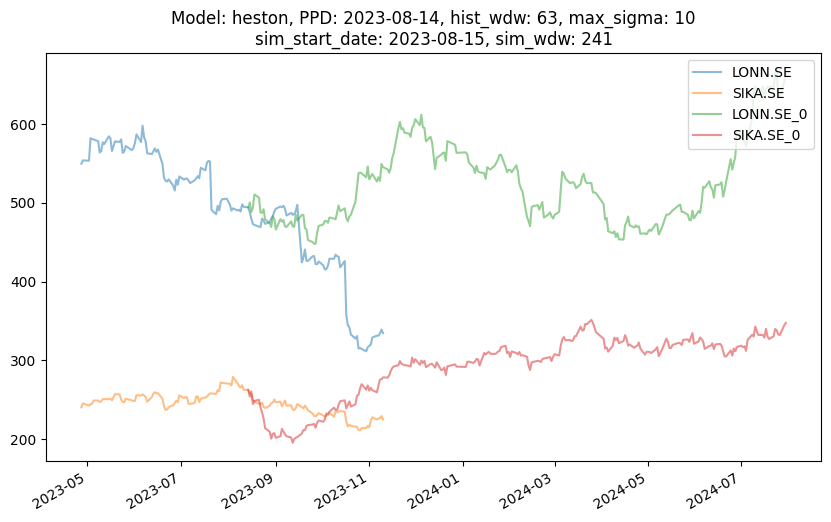 Model: heston, PPD: 2023-08-14, hist_wdw: 63, max_sigma: 10
sim_start_date: 2023-08-15, sim_wdw: 241
LONN.SE
SIKA.SE
LONN.SE_0
SIKA.SE_0
600
500
400
300
200
2023-05
2023-07
2023-09
2023-11
2024-01
2024-03
2024-05
2024-07